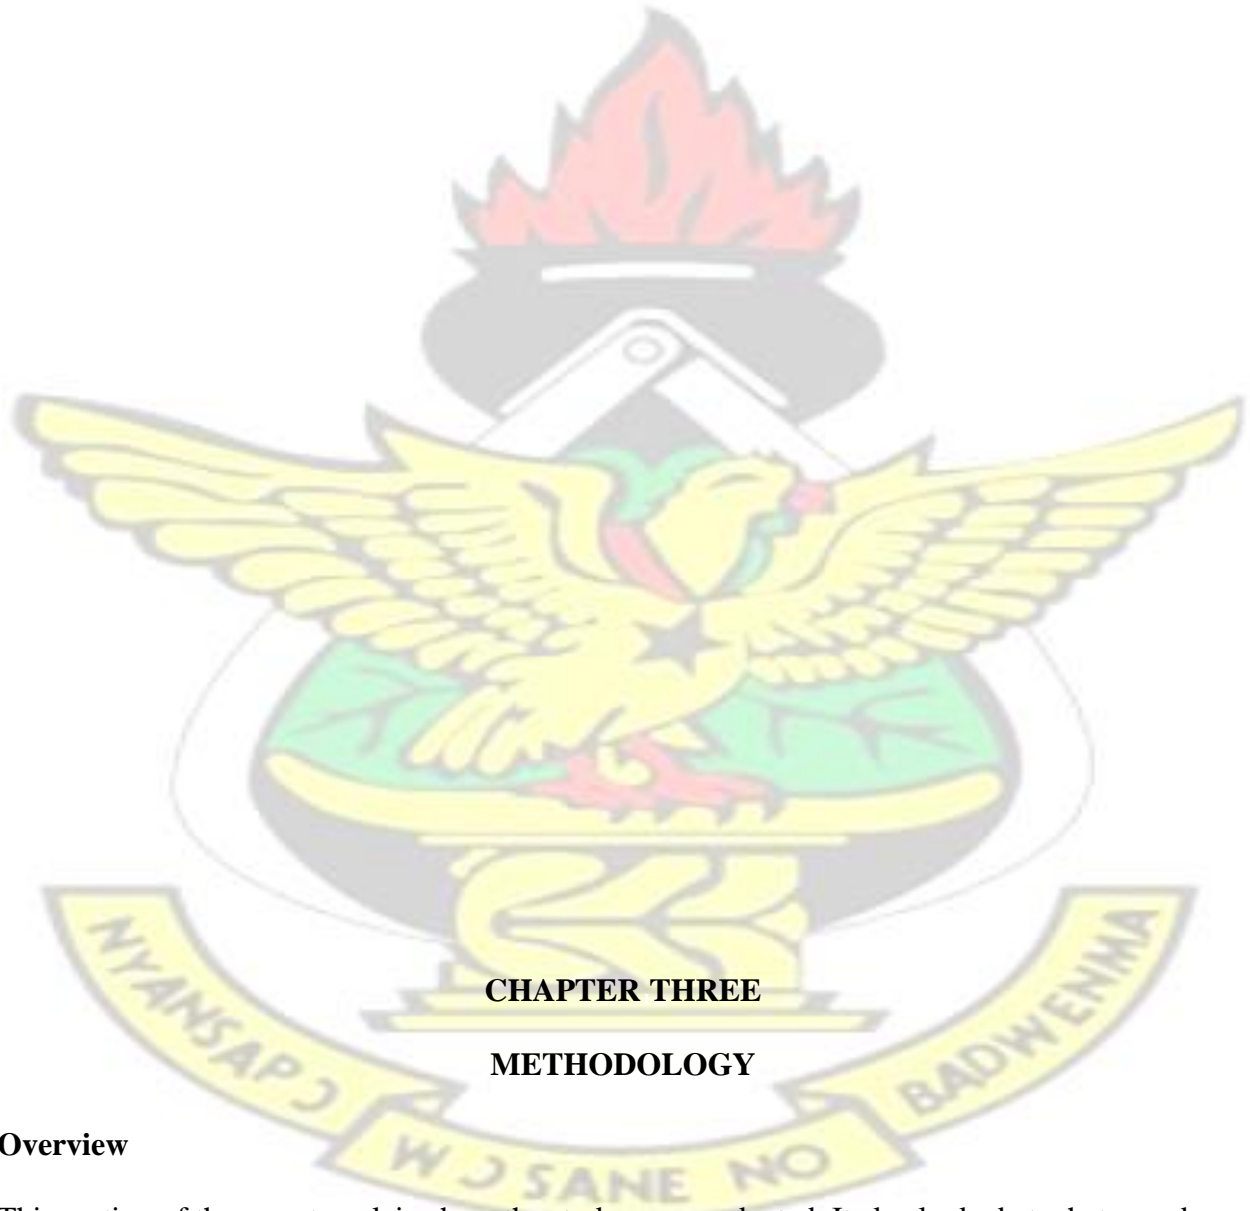 CHAPTER THREE
METHODOLOGY
NYANSAPƆ
BADWENMA
Overview
WƆSANE NO